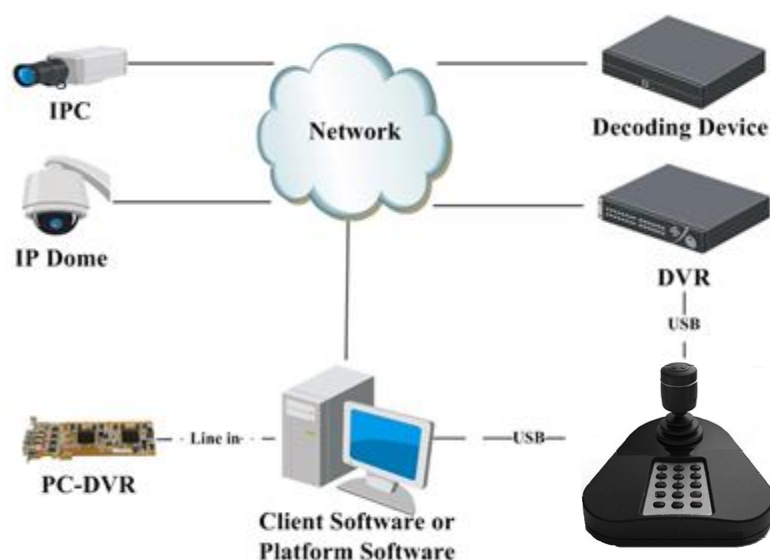 IPC
Network
Decoding Device
IP Dome
DVR
USB
PC-DVR
Line in
USB
Client Software or
Platform Software